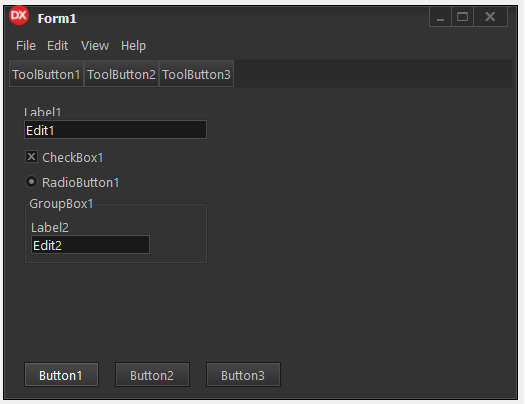 DX Form1
File Edit View Help
ToolButton1 ToolButton2 ToolButton3
Label1
Edit1
CheckBox1
RadioButton1
GroupBox1
Label2
Edit2
Button1 Button2 Button3